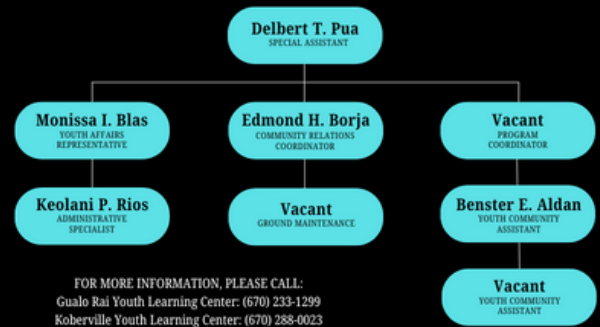 Delbert T. Pua
SPECIAL ASSISTANT
Monissa I. Blas
YOUTH AFFAIRS
REPRESENTATIVE
Edmond H. Borja
COMMUNITY RELATIONS
COORDINATOR
Vacant
PROGRAM
COORDINATOR
Keolani P. Rios
ADMINISTRATIVE
SPECIALIST
Vacant
GROUND MAINTENANCE
Benster E. Aldan
YOUTH COMMUNITY
ASSISTANT
Vacant
YOUTH COMMUNITY
ASSISTANT
FOR MORE INFORMATION, PLEASE CALL:
Gualo Rai Youth Learning Center: (670) 233-1299
Koberville Youth Learning Center: (670) 288-0023